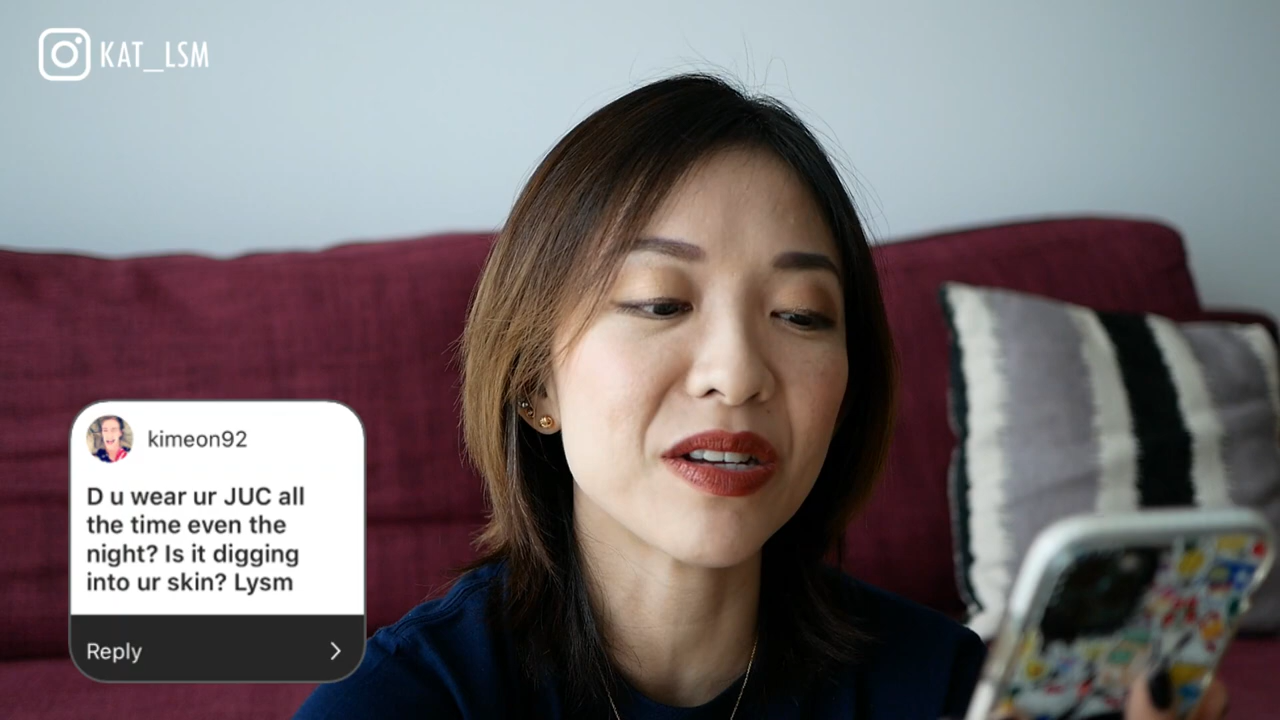 KAT_LSM
kimeon92
D u wear ur JUC all
the time even the
night? Is it digging
into ur skin? Lysm
Reply